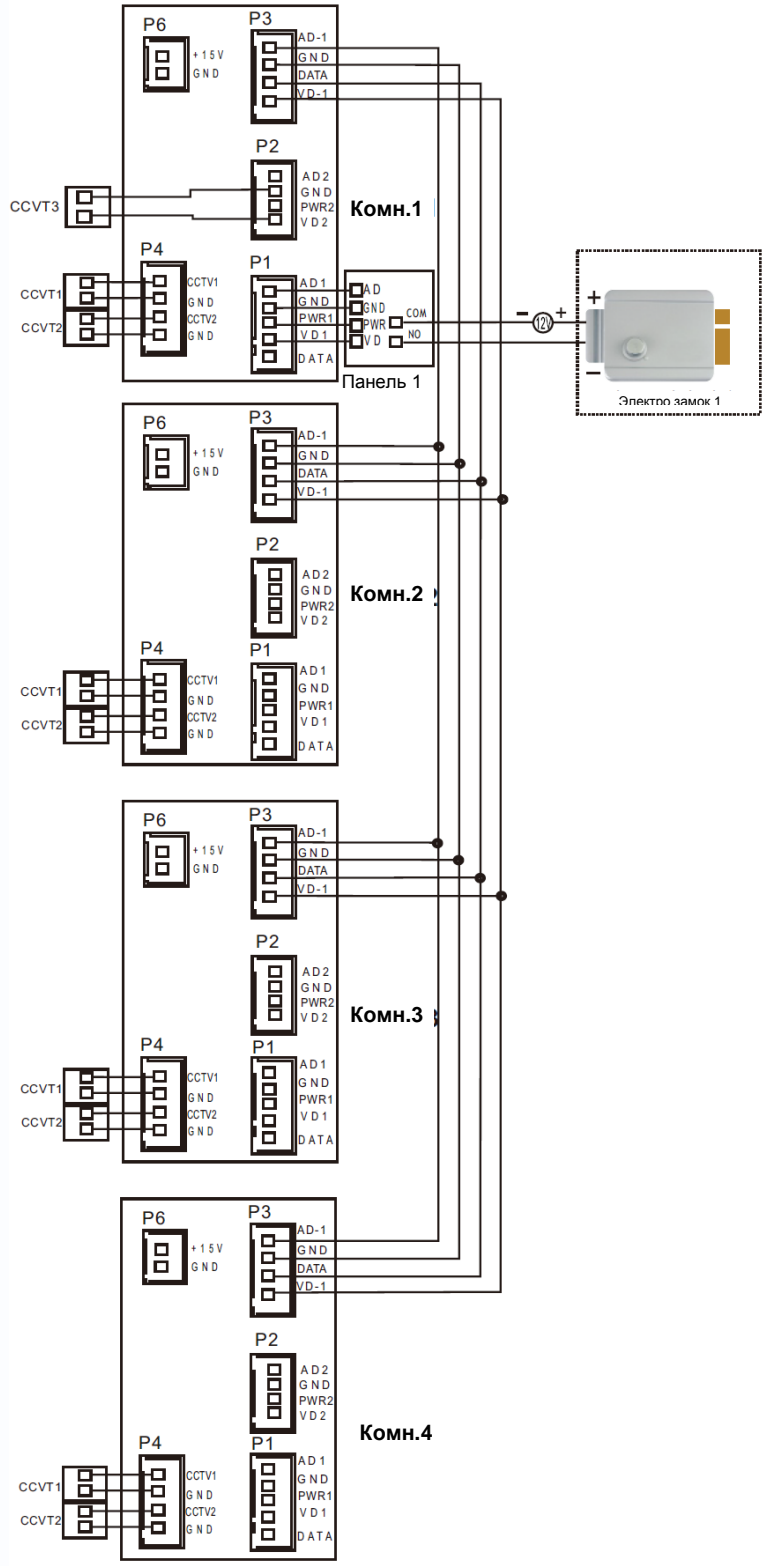 P6
+15V
GND
P3
AD-1
GND
DATA
VD-1
P2
AD2
GND
PWR2
VD2
CCVT3
Комн.1
P4
CCTV1
GND
CCTV2
GND
CCVT1
CCVT2
P1
AD1
GND
PWR1
VD1
DATA
AD
GND
PWR
VD
COM
NO
Панель 1
- 12V +
+
-
Электро замок 1
P6
+15V
GND
P3
AD-1
GND
DATA
VD-1
P2
AD2
GND
PWR2
VD2
Комн.2
P4
CCTV1
GND
CCTV2
GND
CCVT1
CCVT2
P1
AD1
GND
PWR1
VD1
DATA
P6
+15V
GND
P3
AD-1
GND
DATA
VD-1
P2
AD2
GND
PWR2
VD2
Комн.3
P4
CCTV1
GND
CCTV2
GND
CCVT1
CCVT2
P1
AD1
GND
PWR1
VD1
DATA
P6
+15V
GND
P3
AD-1
GND
DATA
VD-1
P2
AD2
GND
PWR2
VD2
Комн.4
P4
CCTV1
GND
CCTV2
GND
CCVT1
CCVT2
P1
AD1
GND
PWR1
VD1
DATA